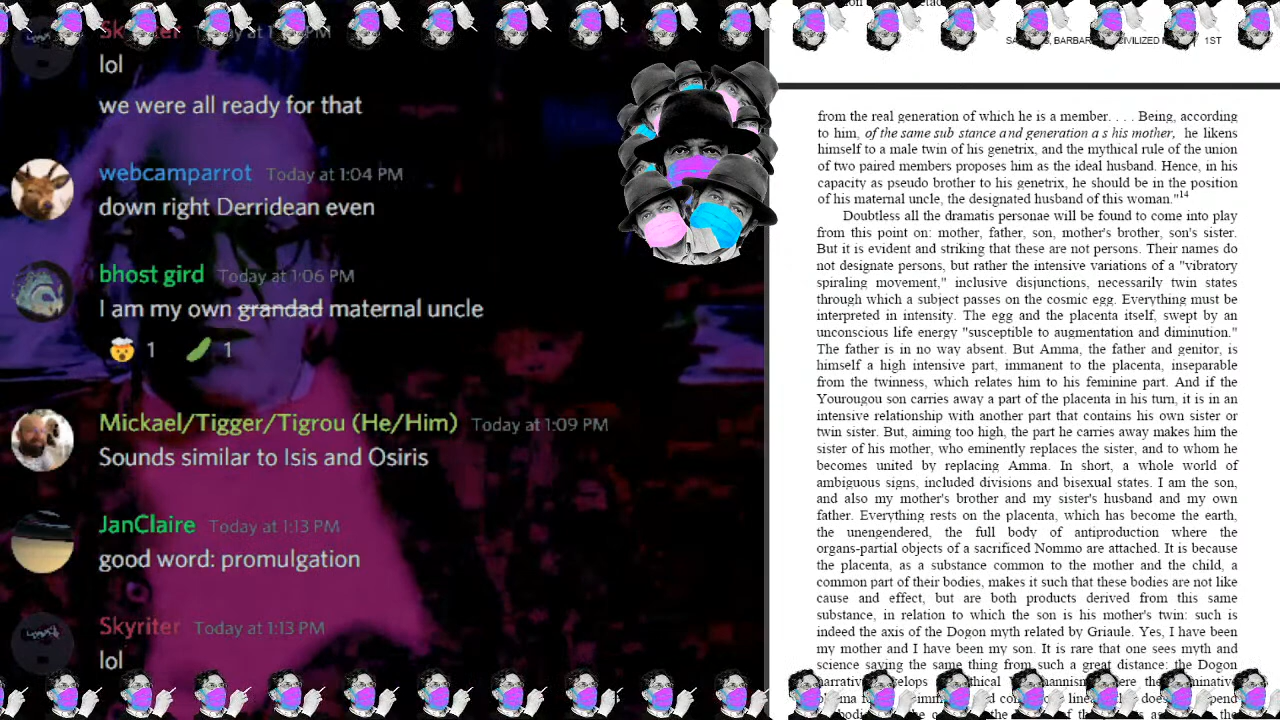 lol
we were all ready for that
webcamparrot Today at 1:04 PM
down right Derridean even
bhost gird Today at 1:06 PM
I am my own grandad maternal uncle
1 1
Mickael/Tigger/Tigrou (He/Him) Today at 1:09 PM
Sounds similar to Isis and Osiris
JanClaire Today at 1:13 PM
good word: promulgation
Skyriter Today at 1:13 PM
lol
1ST
from the real generation of which he is a member. . . . Being, according
to him, of the same sub stance and generation a s his mother, he likens
himself to a male twin of his genetrix, and the mythical rule of the union
of two paired members proposes him as the ideal husband. Hence, in his
capacity as pseudo brother to his genetrix, he should be in the position
of his maternal uncle, the designated husband of this woman."14
Doubtless all the dramatis personae will be found to come into play
from this point on: mother, father, son, mother's brother, son's sister.
But it is evident and striking that these are not persons. Their names do
not designate persons, but rather the intensive variations of a "vibratory
spiraling movement," inclusive disjunctions, necessarily twin states
through which a subject passes on the cosmic egg. Everything must be
interpreted in intensity. The egg and the placenta itself, swept by an
unconscious life energy "susceptible to augmentation and diminution."
The father is in no way absent. But Amma, the father and genitor, is
himself a high intensive part, immanent to the placenta, inseparable
from the twinness, which relates him to his feminine part. And if the
Yourougou son carries away a part of the placenta in his turn, it is in an
intensive relationship with another part that contains his own sister or
twin sister. But, aiming too high, the part he carries away makes him the
sister of his mother, who eminently replaces the sister, and to whom he
becomes united by replacing Amma. In short, a whole world of
ambiguous signs, included divisions and bisexual states. I am the son,
and also my mother's brother and my sister's husband and my own
father. Everything rests on the placenta, which has become the earth,
the unengendered, the full body of antiproduction where the
organs-partial objects of a sacrificed Nommo are attached. It is because
the placenta, as a substance common to the mother and the child, a
common part of their bodies, makes it such that these bodies are not like
cause and effect, but are both products derived from this same
substance, in relation to which the son is his mother's twin: such is
indeed the axis of the Dogon myth related by Griaule. Yes, I have been
my mother and I have been my son. It is rare that one sees myth and
science saying the same thing from such a great distance: the Dogon